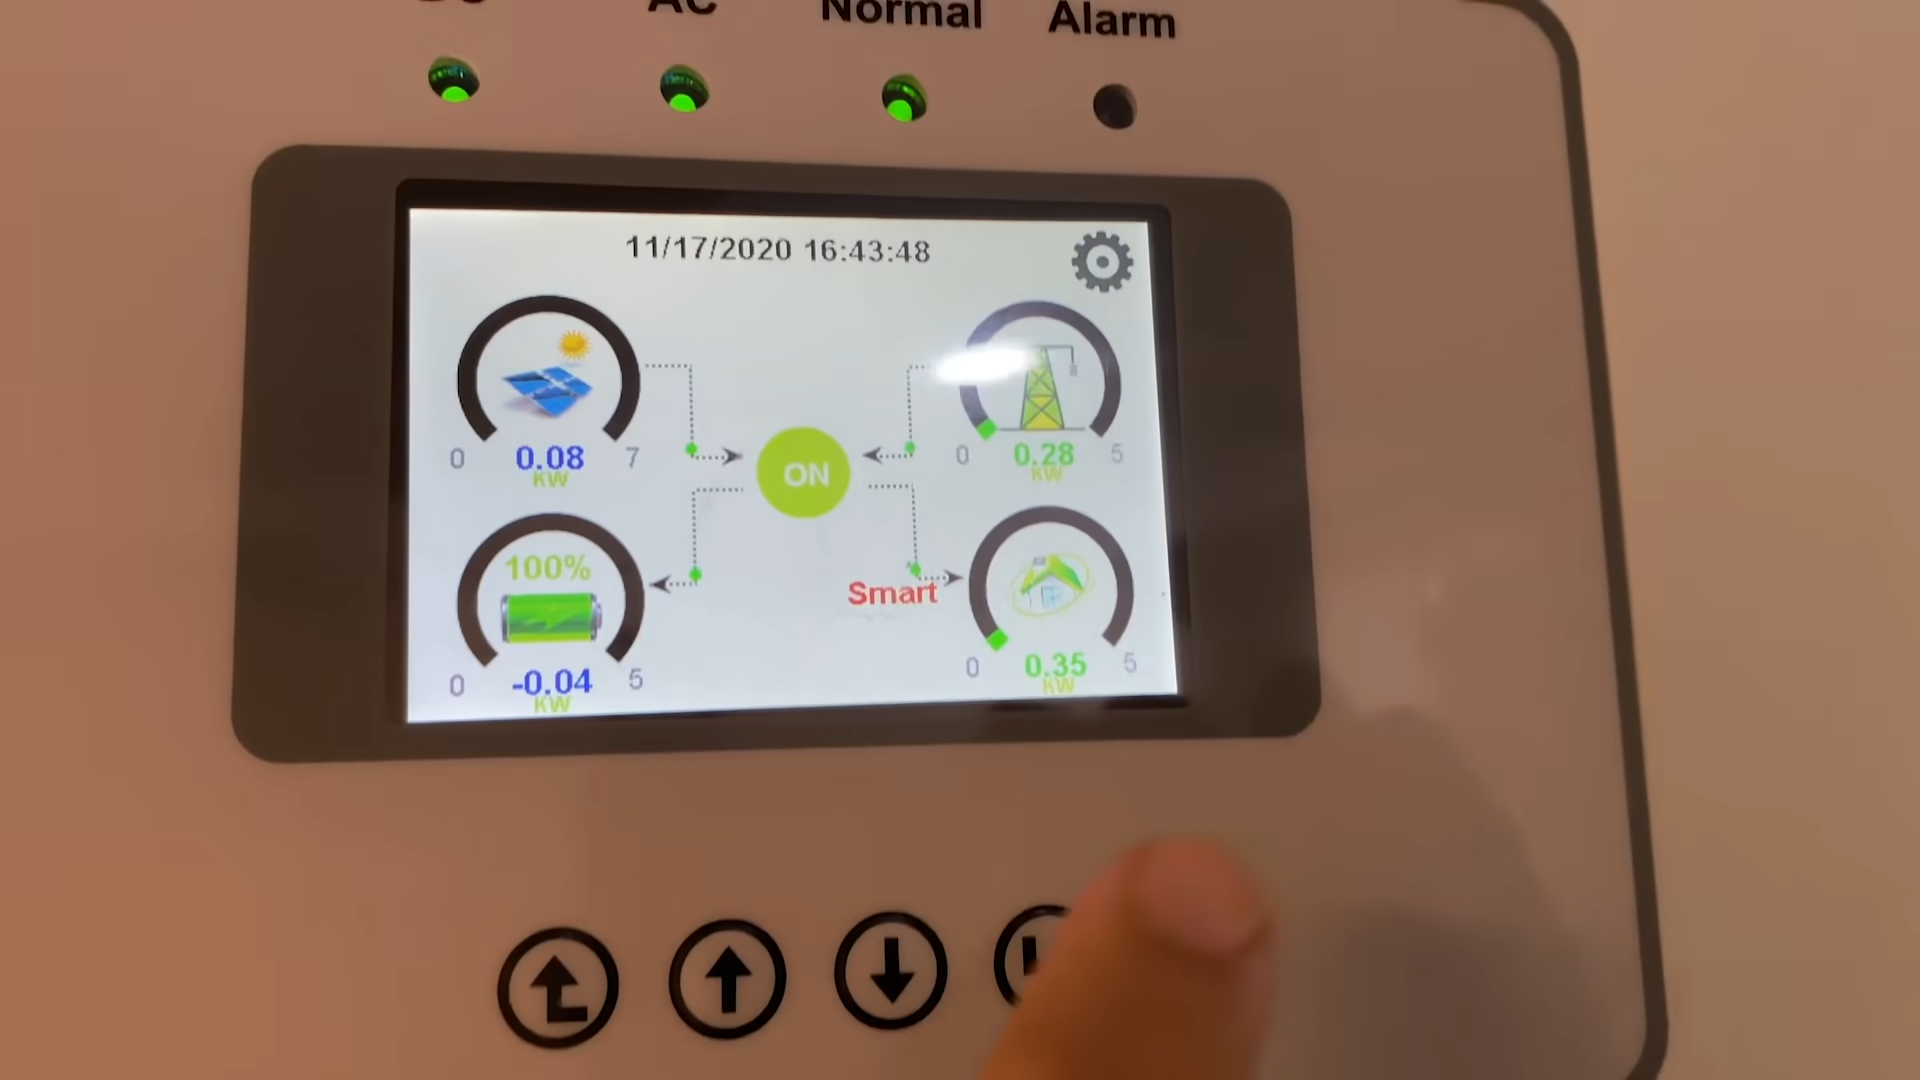 AC
Normal
Alarm
11/17/2020 16:43:48
0 0.08 7
KW
0 0.28 5
KW
ON
100%
0 -0.04 5
KW
Smart
0 0.35 5
KW